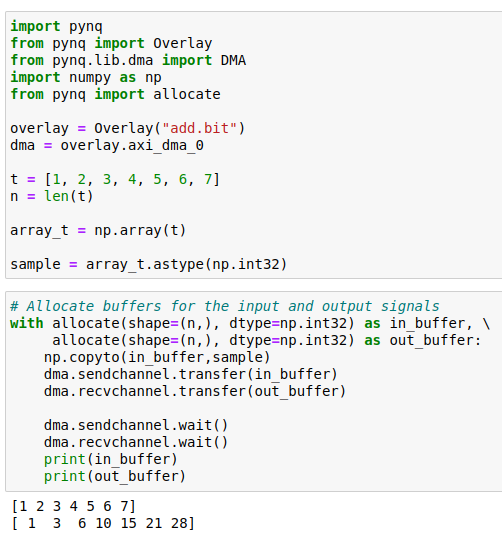 import pynq
from pynq import Overlay
from pynq.lib.dma import DMA
import numpy as np
from pynq import allocate

overlay = Overlay("add.bit")
dma = overlay.axi_dma_0

t = [1, 2, 3, 4, 5, 6, 7]
n = len(t)

array_t = np.array(t)

sample = array_t.astype(np.int32)

# Allocate buffers for the input and output signals
with allocate(shape=(n,), dtype=np.int32) as in_buffer, \
     allocate(shape=(n,), dtype=np.int32) as out_buffer:
    np.copyto(in_buffer,sample)
    dma.sendchannel.transfer(in_buffer)
    dma.recvchannel.transfer(out_buffer)

    dma.sendchannel.wait()
    dma.recvchannel.wait()
    print(in_buffer)
    print(out_buffer)

[1 2 3 4 5 6 7]
[ 1  3  6 10 15 21 28]